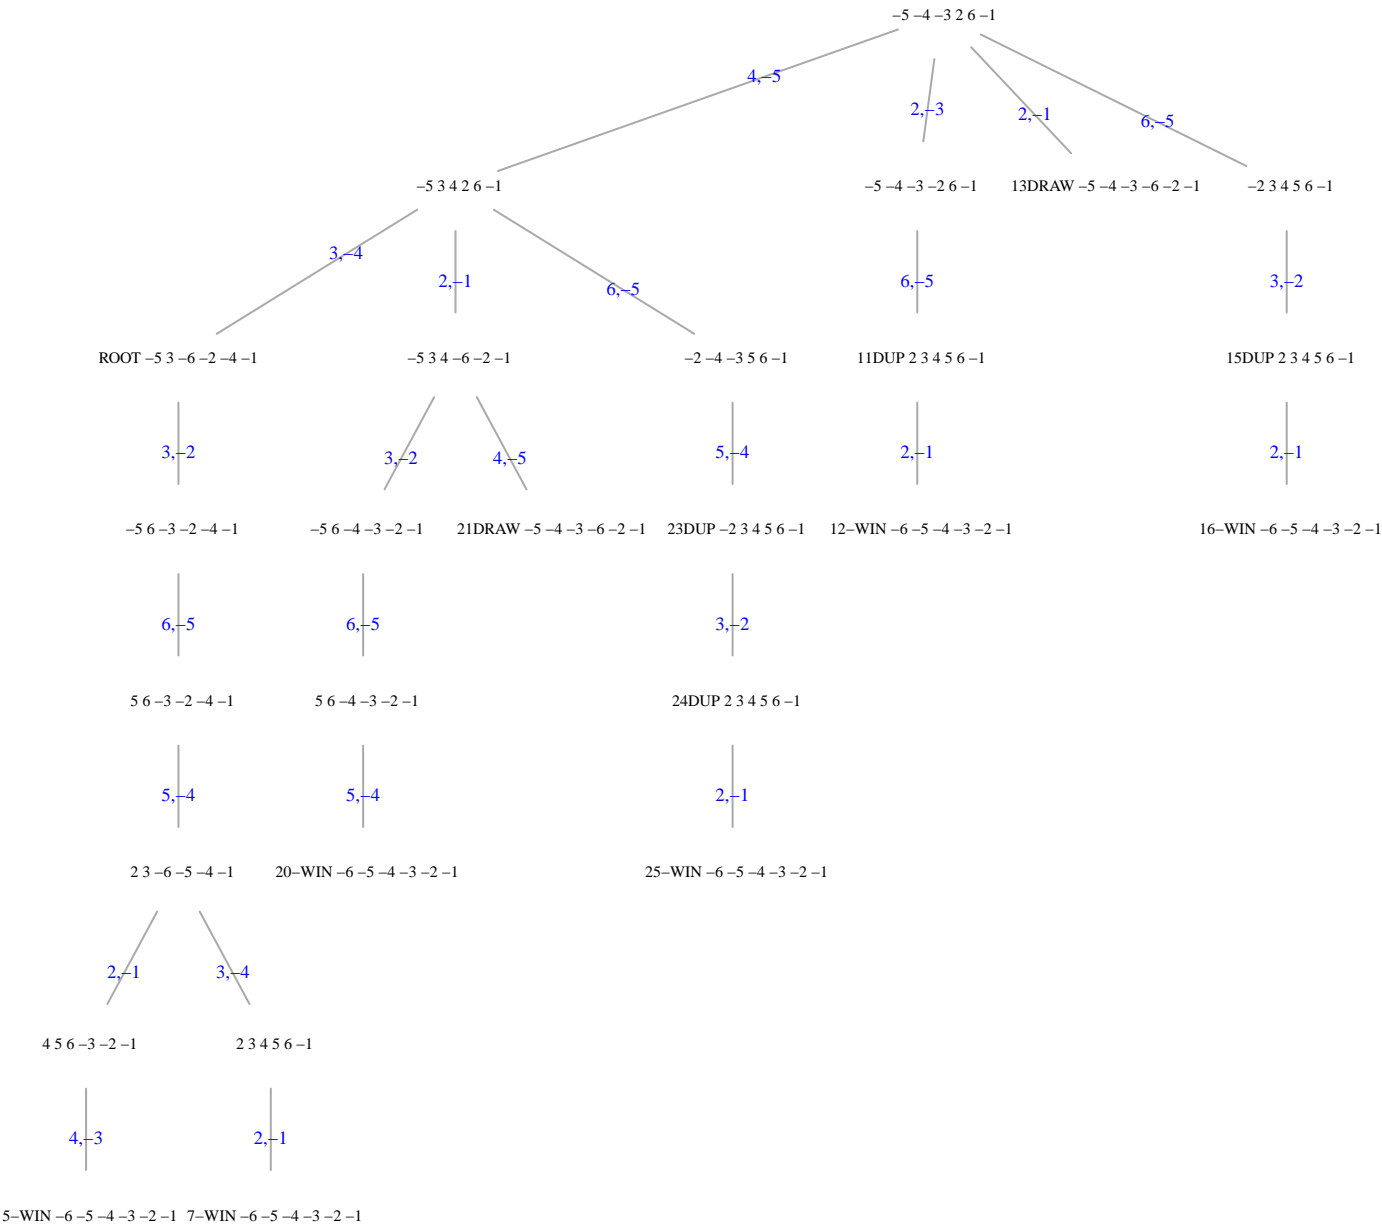 –5 –4 –3 2 6 –1
4,–5
2,–3
2,–1
6,–5
–5 3 4 2 6 –1
–5 –4 –3 –2 6 –1
13DRAW –5 –4 –3 –6 –2 –1
–2 3 4 5 6 –1
3,–4
2,–1
6,–5
6,–5
3,–2
ROOT –5 3 –6 –2 –4 –1
–5 3 4 –6 –2 –1
–2 –4 –3 5 6 –1
11DUP 2 3 4 5 6 –1
15DUP 2 3 4 5 6 –1
3,–2
3,–2
4,–5
5,–4
2,–1
2,–1
–5 6 –3 –2 –4 –1
–5 6 –4 –3 –2 –1
21DRAW –5 –4 –3 –6 –2 –1
23DUP –2 3 4 5 6 –1
12–WIN –6 –5 –4 –3 –2 –1
16–WIN –6 –5 –4 –3 –2 –1
6,–5
6,–5
3,–2
5 6 –3 –2 –4 –1
5 6 –4 –3 –2 –1
24DUP 2 3 4 5 6 –1
5,–4
5,–4
2,–1
2 3 –6 –5 –4 –1
20–WIN –6 –5 –4 –3 –2 –1
25–WIN –6 –5 –4 –3 –2 –1
2,–1
3,–4
4 5 6 –3 –2 –1
2 3 4 5 6 –1
4,–3
2,–1
5–WIN –6 –5 –4 –3 –2 –1
7–WIN –6 –5 –4 –3 –2 –1